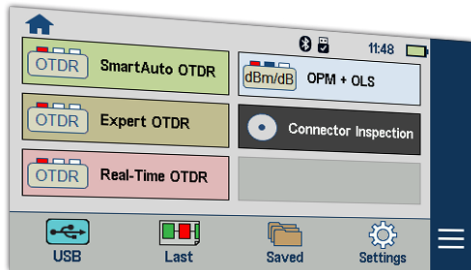 11:48
OTDR SmartAuto OTDR
dBm/dB OPM + OLS
OTDR Expert OTDR
Connector Inspection
OTDR Real-Time OTDR
USB
Last
Saved
Settings